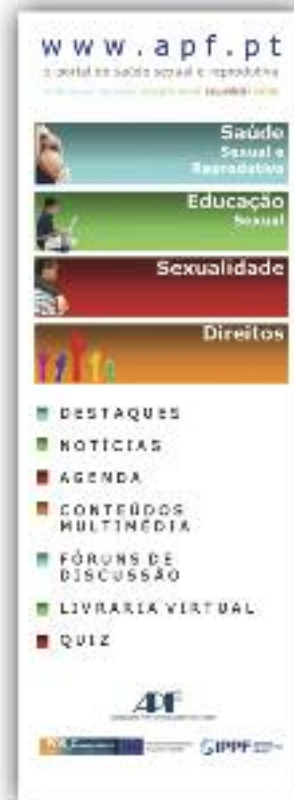 www.apf.pt
o portal de saúde sexual e reprodutiva
Saúde
Sexual e
Reprodutiva
Educação
Sexual
Sexualidade
Direitos
DESTAQUES
NOTÍCIAS
AGENDA
CONTEÚDOS
MULTIMÉDIA
FÓRUNS DE
DISCUSSÃO
LIVRARIA VIRTUAL
QUIZ
APF
IPPF